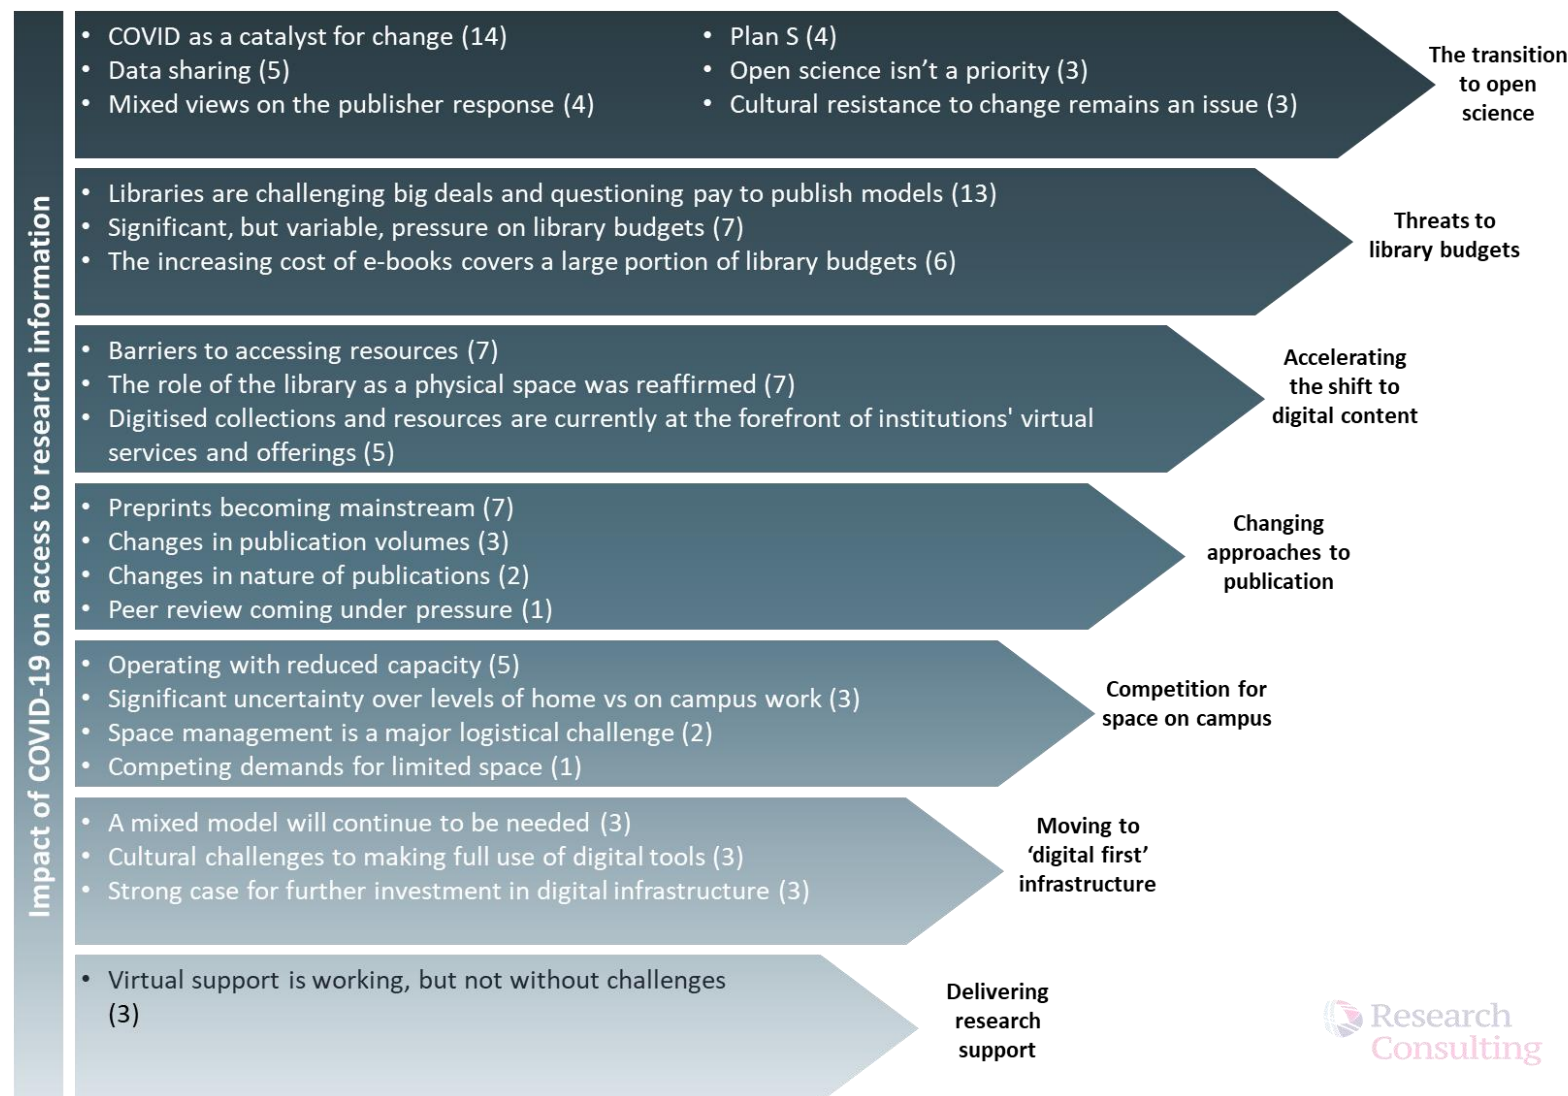 Impact of COVID-19 on access to research information
• COVID as a catalyst for change (14)
• Data sharing (5)
• Mixed views on the publisher response (4)
• Plan S (4)
• Open science isn’t a priority (3)
• Cultural resistance to change remains an issue (3)
The transition
to open
science
• Libraries are challenging big deals and questioning pay to publish models (13)
• Significant, but variable, pressure on library budgets (7)
• The increasing cost of e-books covers a large portion of library budgets (6)
Threats to
library budgets
• Barriers to accessing resources (7)
• The role of the library as a physical space was reaffirmed (7)
• Digitised collections and resources are currently at the forefront of institutions' virtual
services and offerings (5)
Accelerating
the shift to
digital content
• Preprints becoming mainstream (7)
• Changes in publication volumes (3)
• Changes in nature of publications (2)
• Peer review coming under pressure (1)
Changing
approaches to
publication
• Operating with reduced capacity (5)
• Significant uncertainty over levels of home vs on campus work (3)
• Space management is a major logistical challenge (2)
• Competing demands for limited space (1)
Competition for
space on campus
• A mixed model will continue to be needed (3)
• Cultural challenges to making full use of digital tools (3)
• Strong case for further investment in digital infrastructure (3)
Moving to
‘digital first’
infrastructure
• Virtual support is working, but not without challenges
(3)
Delivering
research
support
Research
Consulting